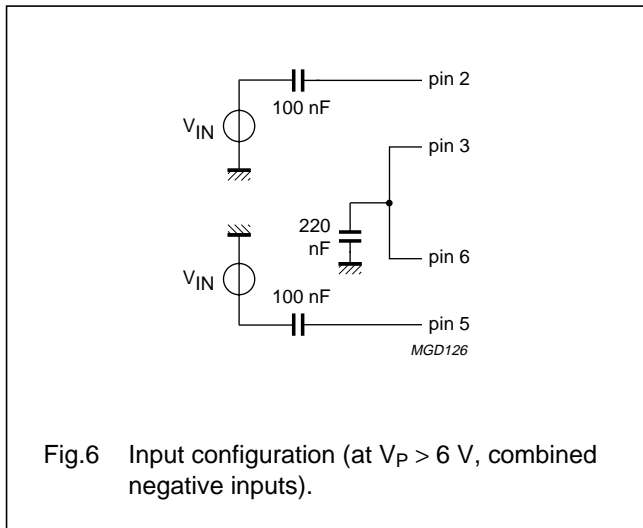 pin 2
100 nF
V_IN
pin 3
220
nF
pin 6
V_IN
100 nF
pin 5
MGD126
Fig.6 Input configuration (at V_P > 6 V, combined
negative inputs).